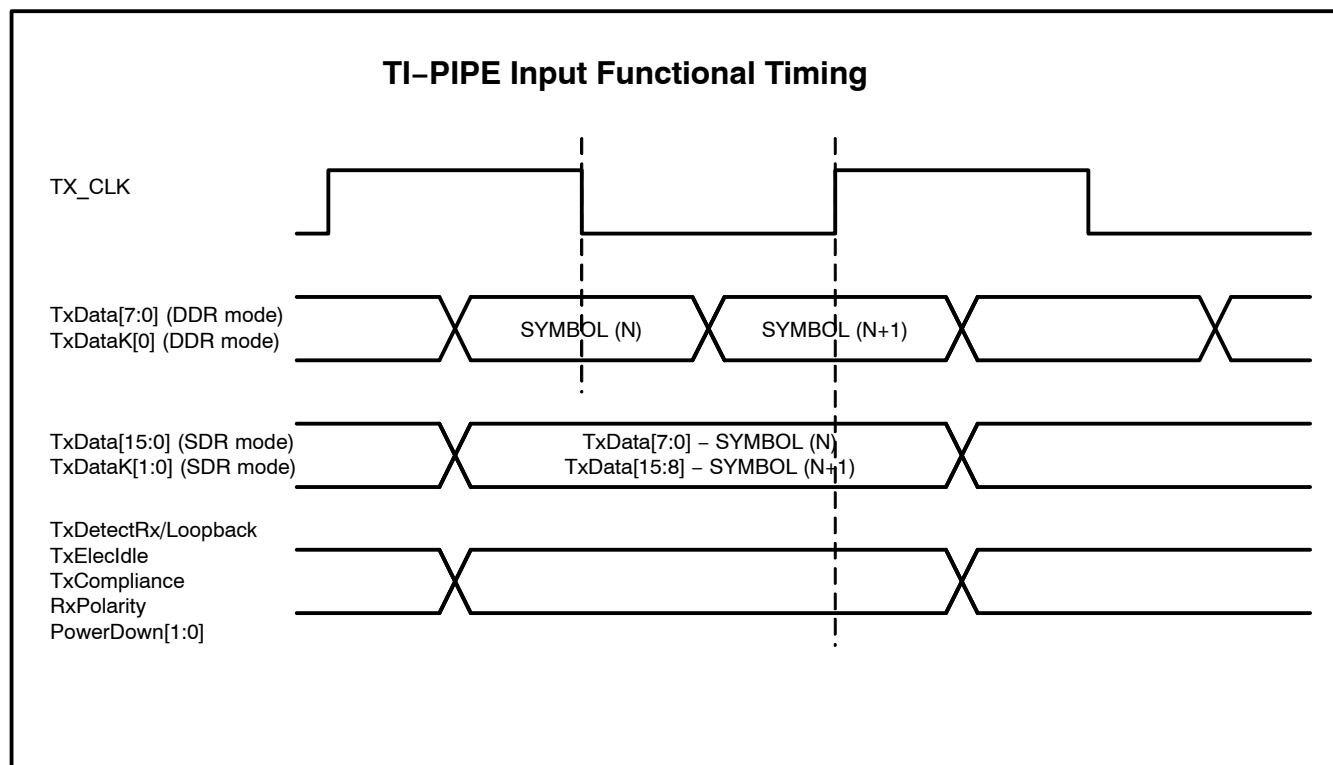 TI−PIPE Input Functional Timing
TX_CLK
TxData[7:0] (DDR mode)
TxDataK[0] (DDR mode)
SYMBOL (N)
SYMBOL (N+1)
TxData[15:0] (SDR mode)
TxDataK[1:0] (SDR mode)
TxData[7:0] − SYMBOL (N)
TxData[15:8] − SYMBOL (N+1)
TxDetectRx/Loopback
TxElecIdle
TxCompliance
RxPolarity
PowerDown[1:0]